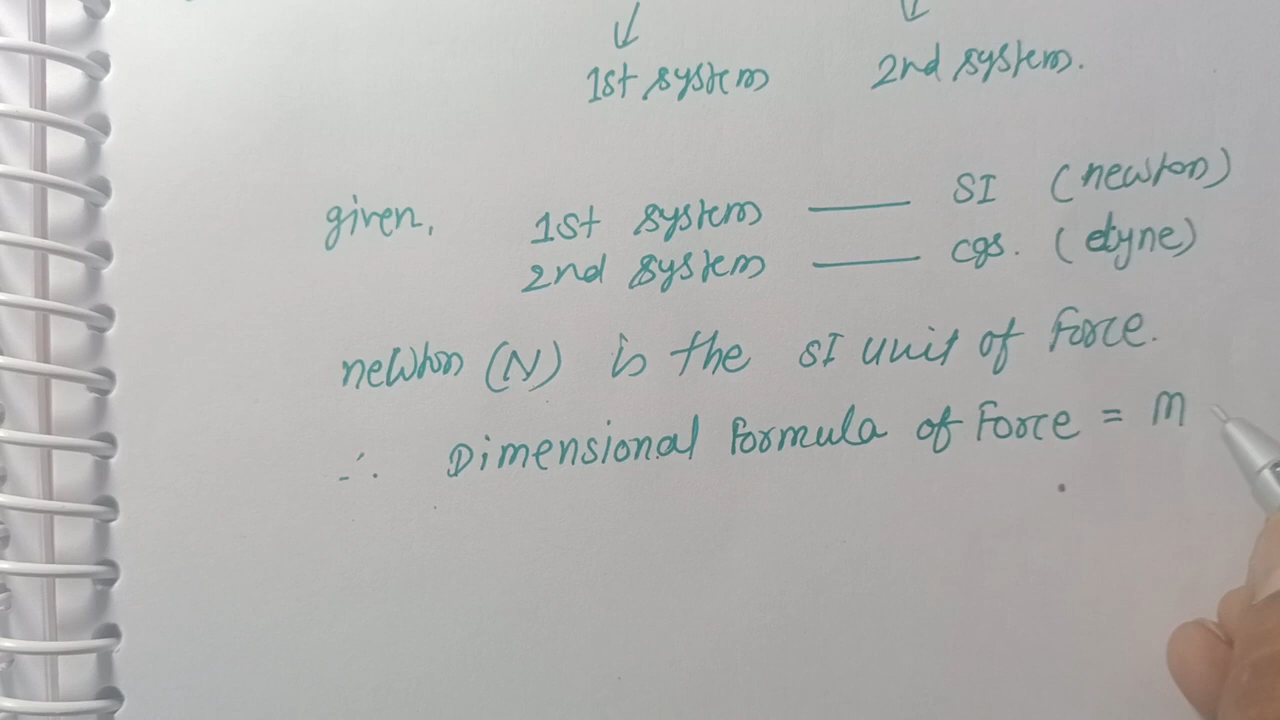 1st system 2nd system.
given, 1st system — SI (newton)
2nd system — cgs. (dyne)
newton (N) is the SI unit of Force.
∴ Dimensional Formula of Force = M